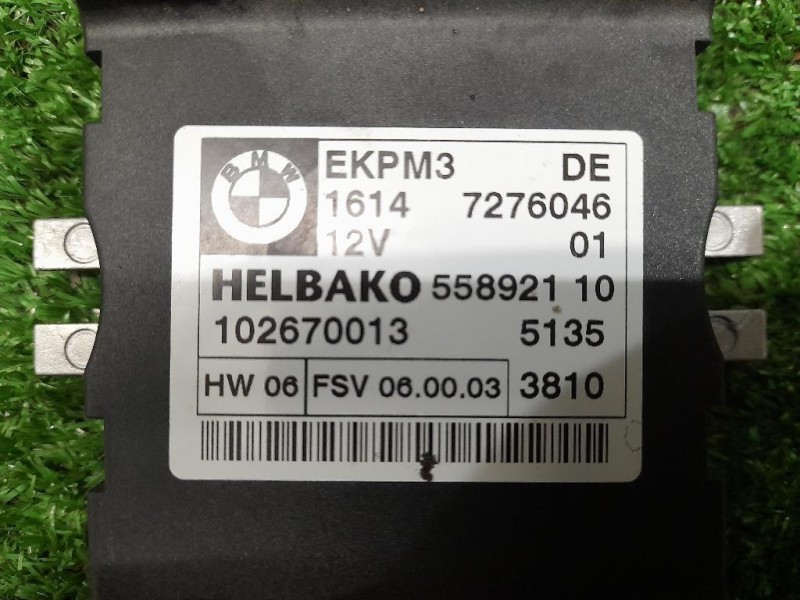 BMW
EKPM3 DE
1614 7276046
12V 01
HELBAKO 558921 10
102670013 5135
HW 06 FSV 06.00.03 3810